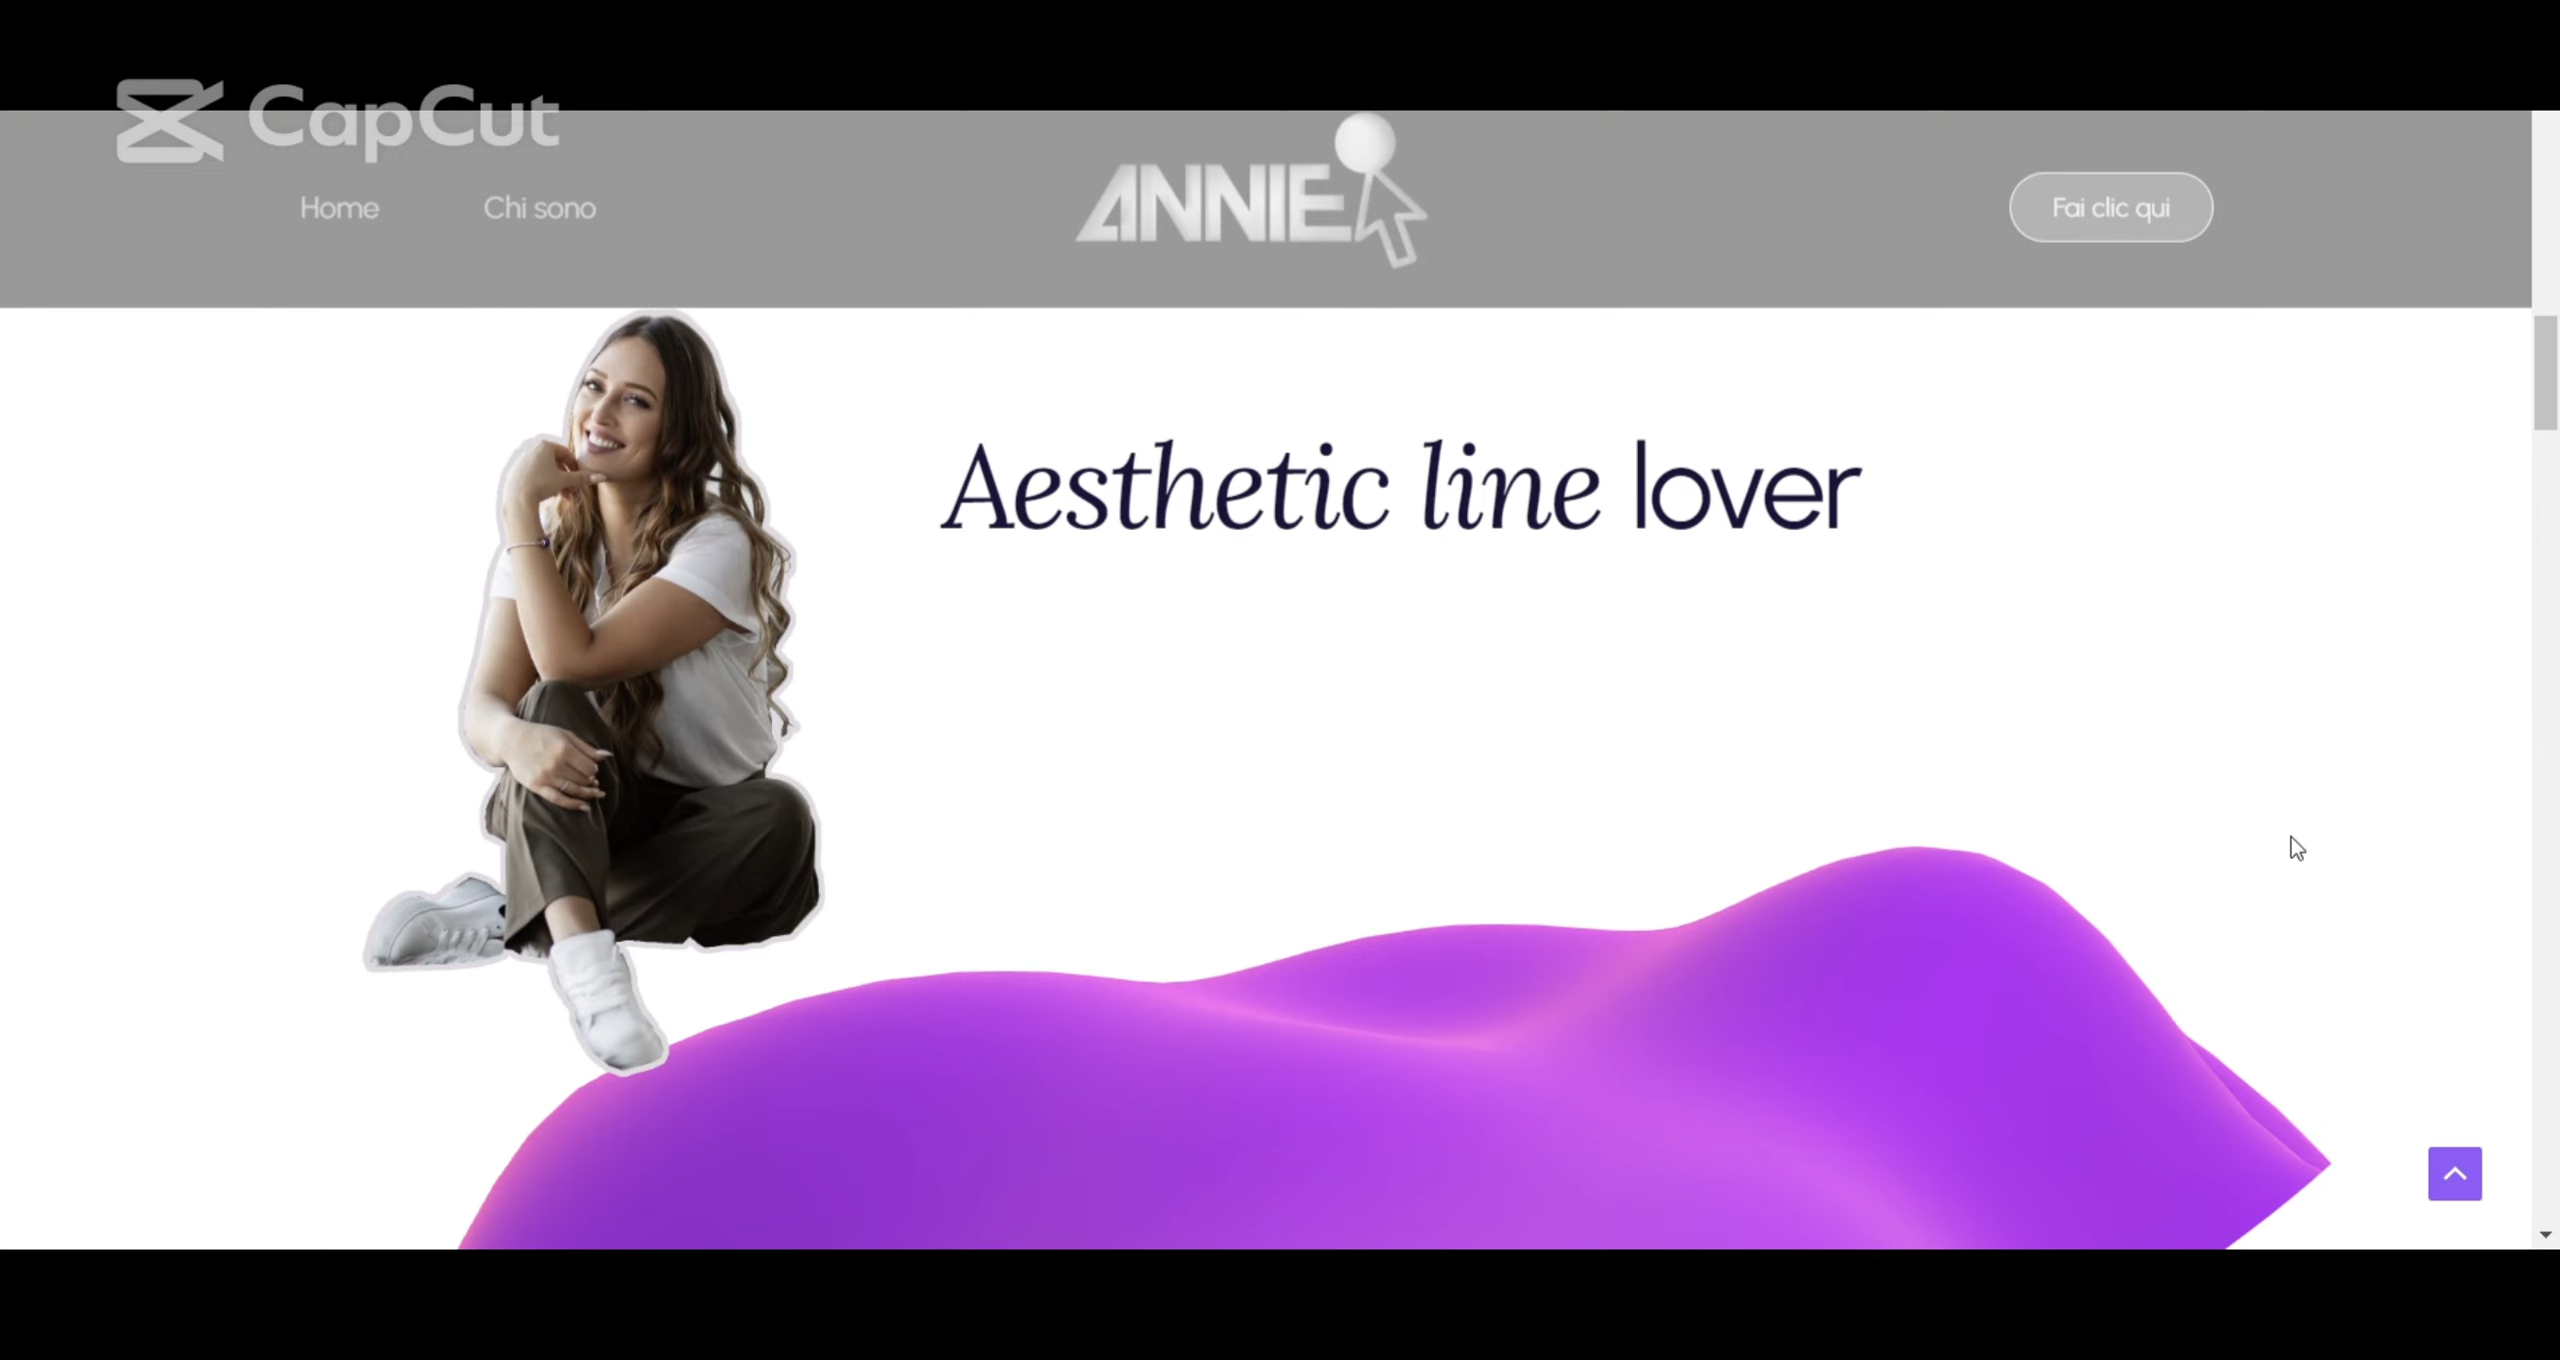 CapCut
ANNIE
Home
Chi sono
Fai clic qui
Aesthetic line lover